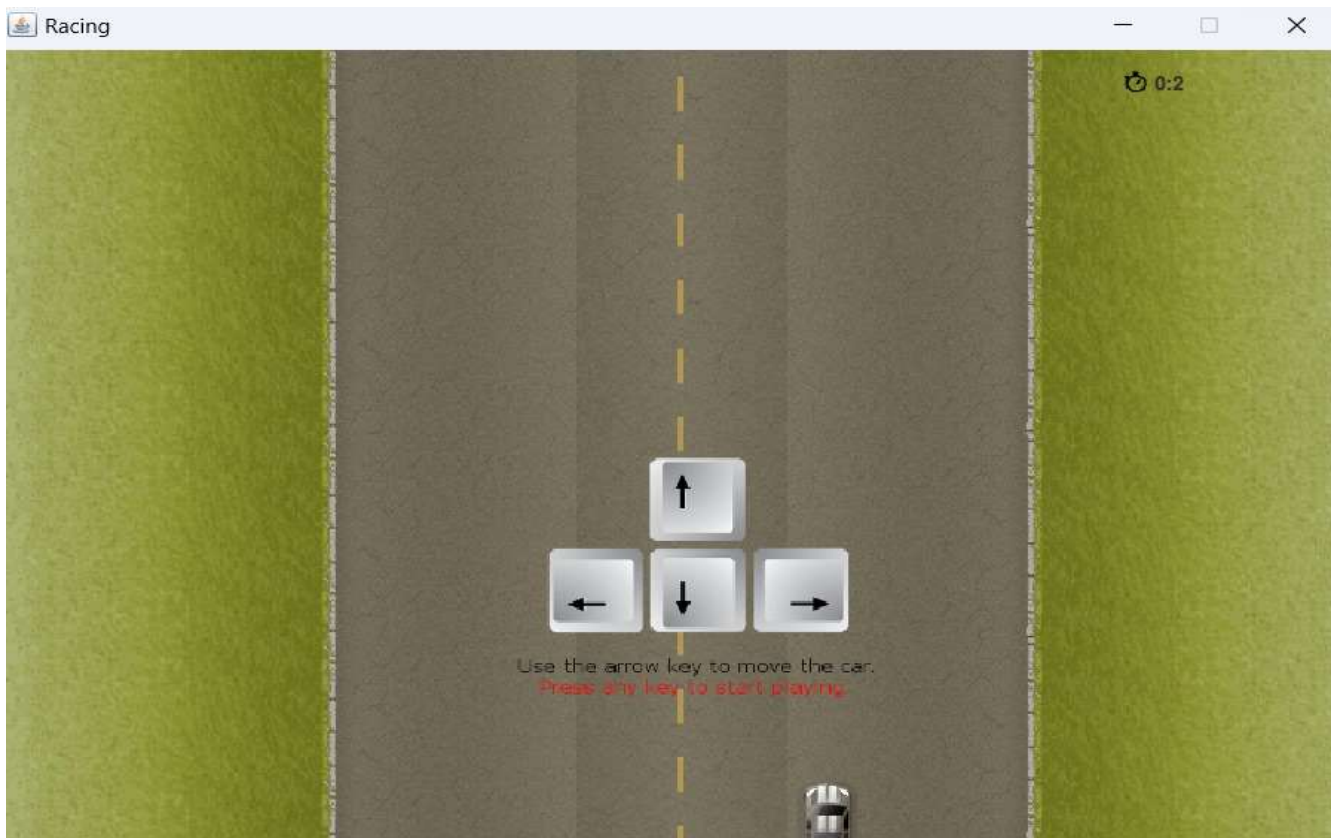 Racing
0:2
Use the arrow key to move the car.
Press any key to start playing.